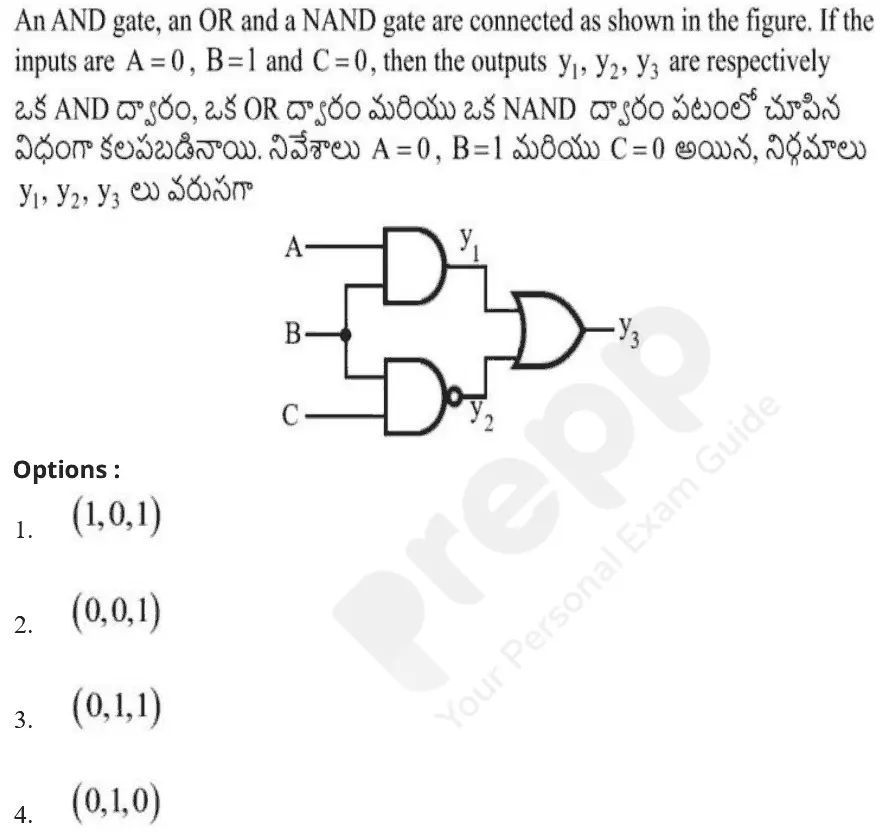 An AND gate, an OR and a NAND gate are connected as shown in the figure. If the
inputs are A = 0, B = 1 and C = 0, then the outputs y₁, y₂, y₃ are respectively
ఒక AND ద్వారం, ఒక OR ద్వారం మరియు ఒక NAND ద్వారం పటంలో చూపిన
విధంగా కలపబడినాయి. నివేశాలు A = 0, B = 1 మరియు C = 0 అయిన, నిర్గమాలు
y₁, y₂, y₃ లు వరుసగా
A
y₁
B
y₃
C
y₂
Options :
1. (1,0,1)
2. (0,0,1)
3. (0,1,1)
4. (0,1,0)
prepp
Your Personal Exam Guide